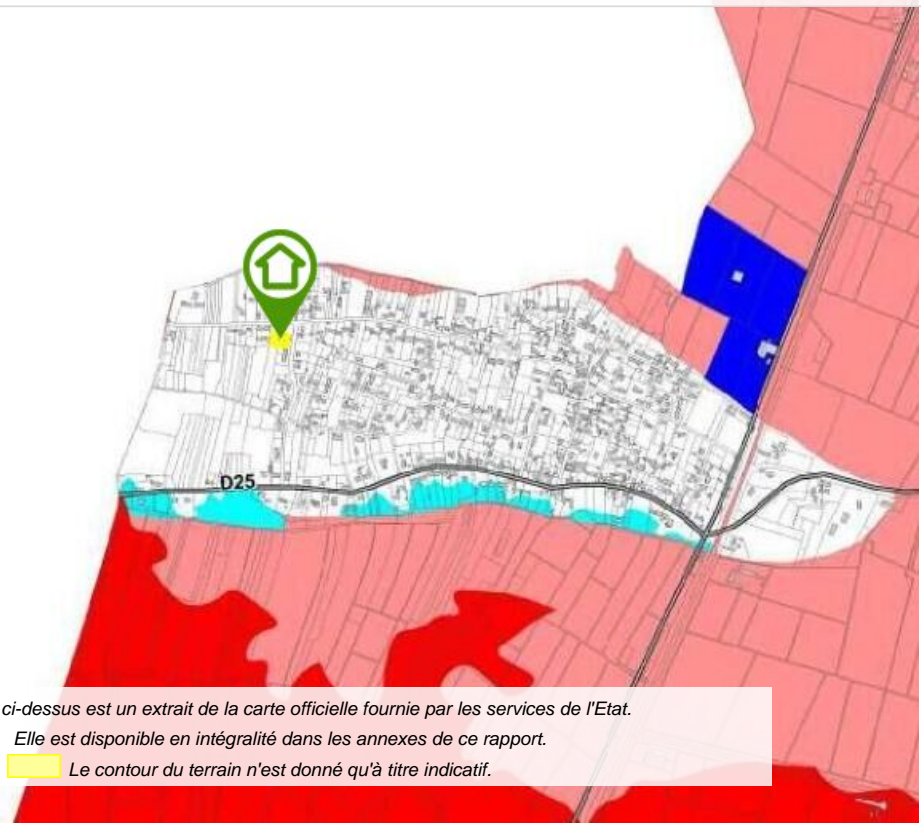 D25
ci-dessus est un extrait de la carte officielle fournie par les services de l'Etat.
Elle est disponible en intégralité dans les annexes de ce rapport.
Le contour du terrain n'est donné qu'à titre indicatif.